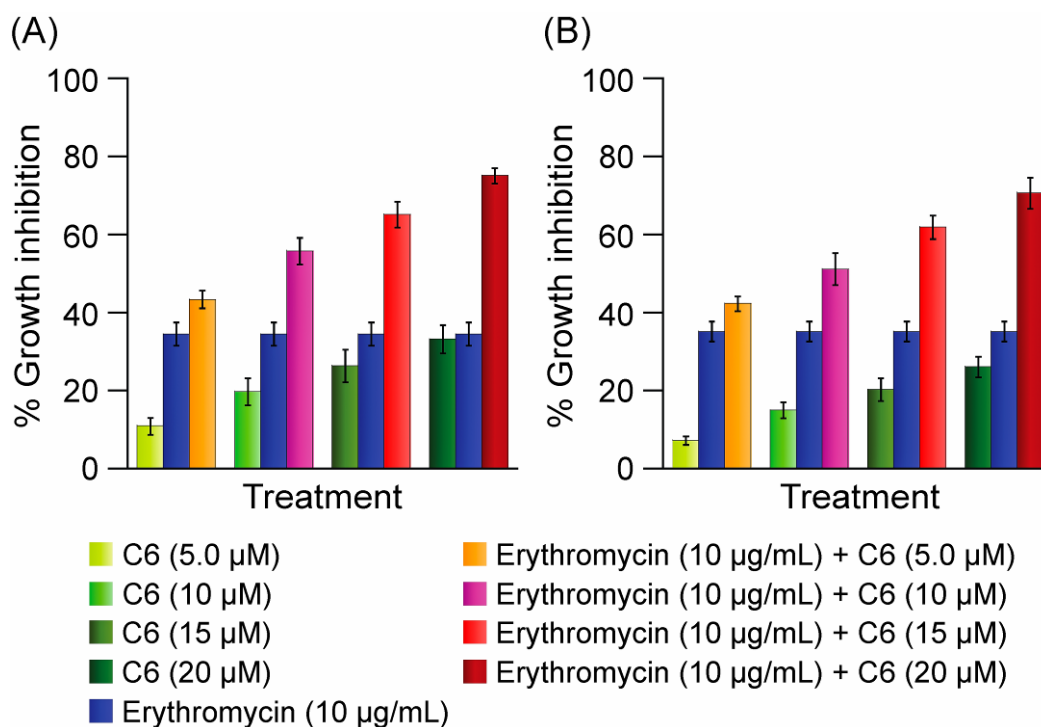 (A)
% Growth inhibition
100
80
60
40
20
0
Treatment
(B)
% Growth inhibition
100
80
60
40
20
0
Treatment
C6 (5.0 µM)
C6 (10 µM)
C6 (15 µM)
C6 (20 µM)
Erythromycin (10 µg/mL)
Erythromycin (10 µg/mL) + C6 (5.0 µM)
Erythromycin (10 µg/mL) + C6 (10 µM)
Erythromycin (10 µg/mL) + C6 (15 µM)
Erythromycin (10 µg/mL) + C6 (20 µM)